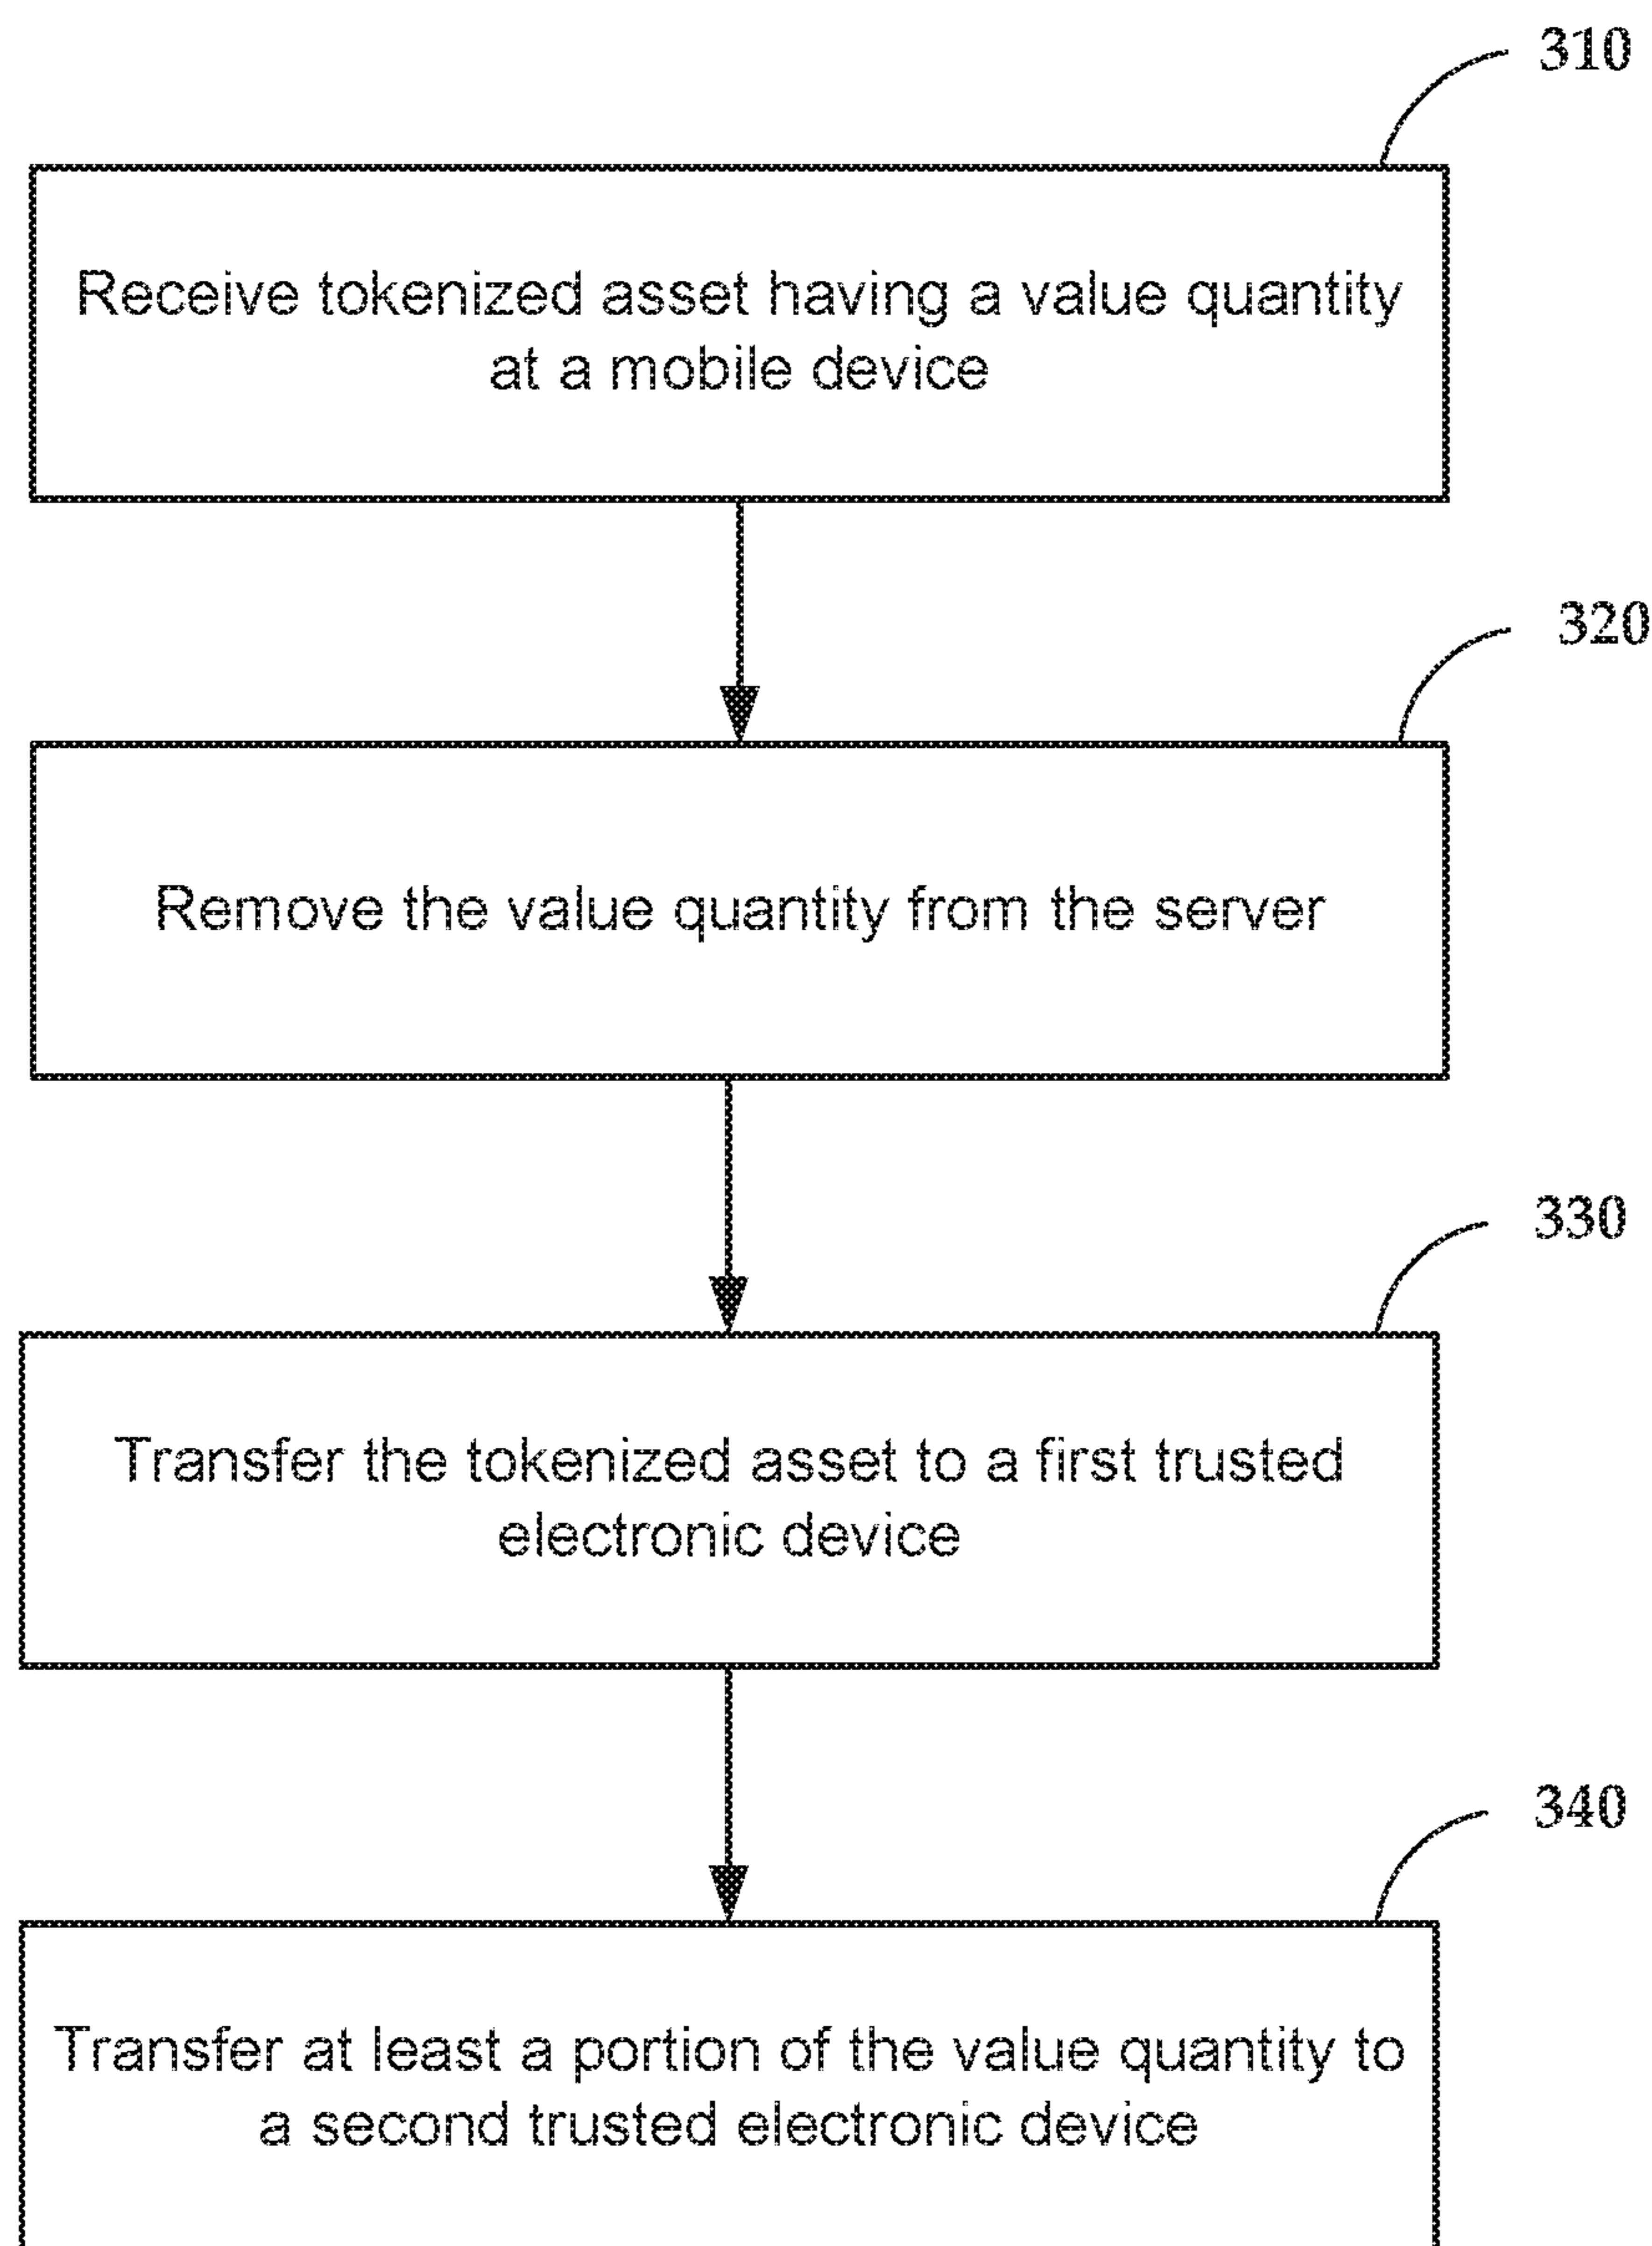 310
Receive tokenized asset having a value quantity
at a mobile device
320
Remove the value quantity from the server
330
Transfer the tokenized asset to a first trusted
electronic device
340
Transfer at least a portion of the value quantity to
a second trusted electronic device